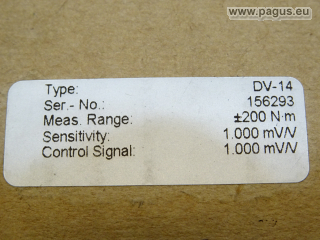 www.pagus.eu
Type: DV-14
Ser.- No.: 156293
Meas. Range: ±200 N·m
Sensitivity: 1.000 mV/V
Control Signal: 1.000 mV/V